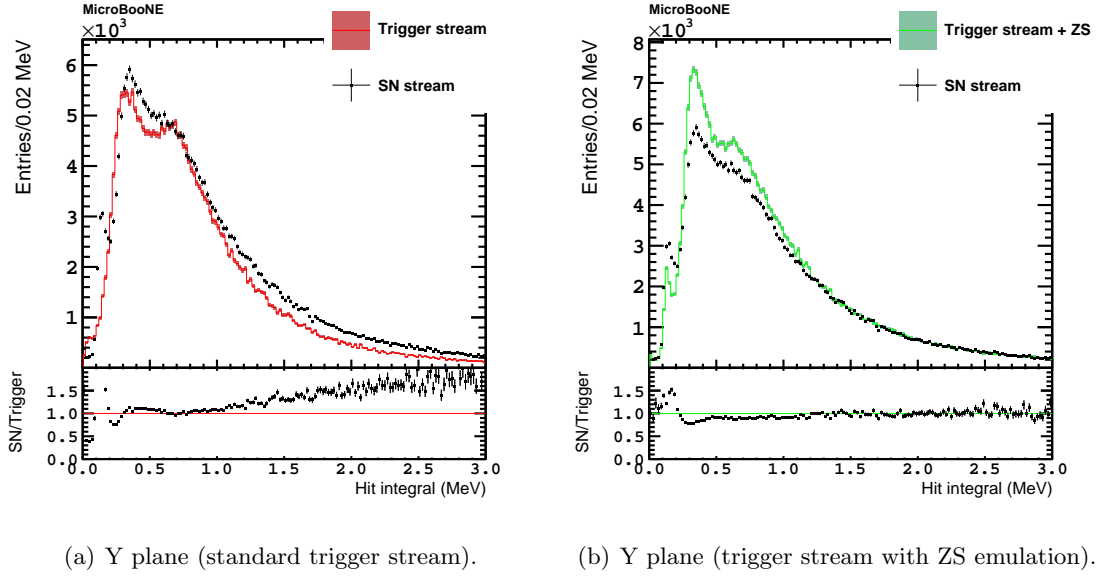 MicroBooNE
×10³
Trigger stream
SN stream
Entries/0.02 MeV
6
5
4
3
2
1
SN/Trigger
1.5
1.0
0.5
0.0
0.0 0.5 1.0 1.5 2.0 2.5 3.0
Hit integral (MeV)
(a) Y plane (standard trigger stream).
MicroBooNE
×10³
Trigger stream + ZS
SN stream
Entries/0.02 MeV
8
7
6
5
4
3
2
1
SN/Trigger
1.5
1.0
0.5
0.0
0.0 0.5 1.0 1.5 2.0 2.5 3.0
Hit integral (MeV)
(b) Y plane (trigger stream with ZS emulation).